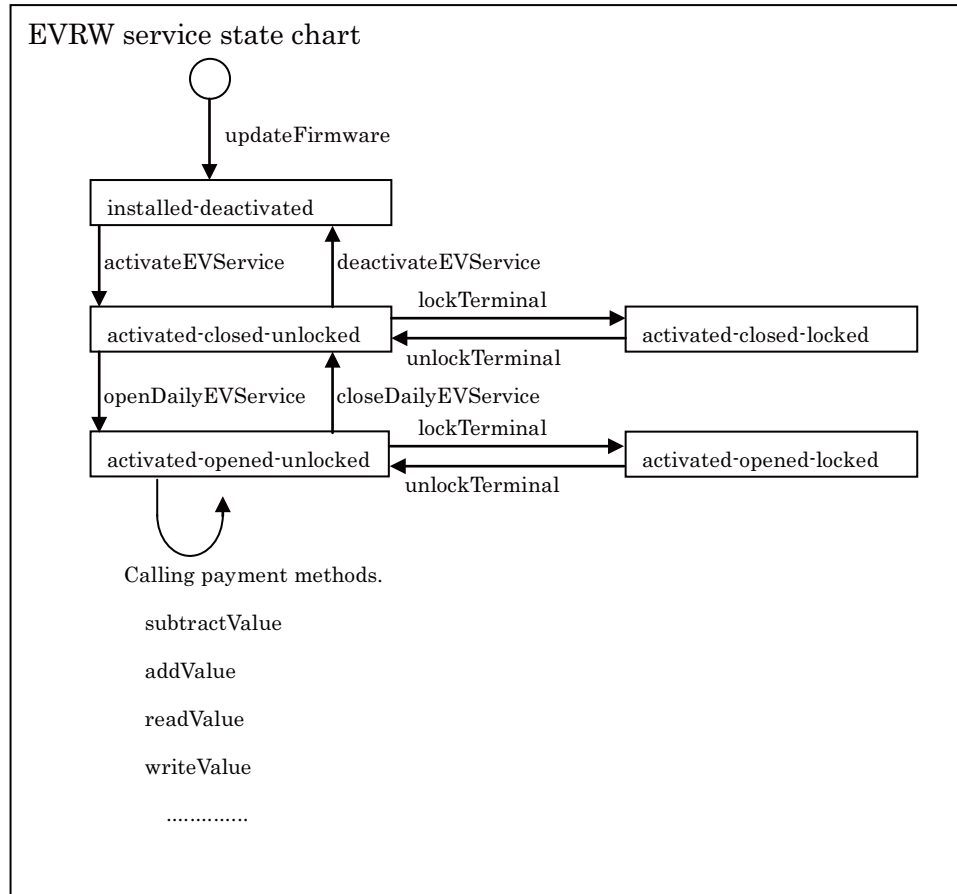 EVRW service state chart
updateFirmware
installed-deactivated
activateEVService
deactivateEVService
lockTerminal
activated-closed-unlocked
activated-closed-locked
unlockTerminal
openDailyEVService
closeDailyEVService
lockTerminal
activated-opened-unlocked
activated-opened-locked
unlockTerminal
Calling payment methods.
subtractValue
addValue
readValue
writeValue
..............